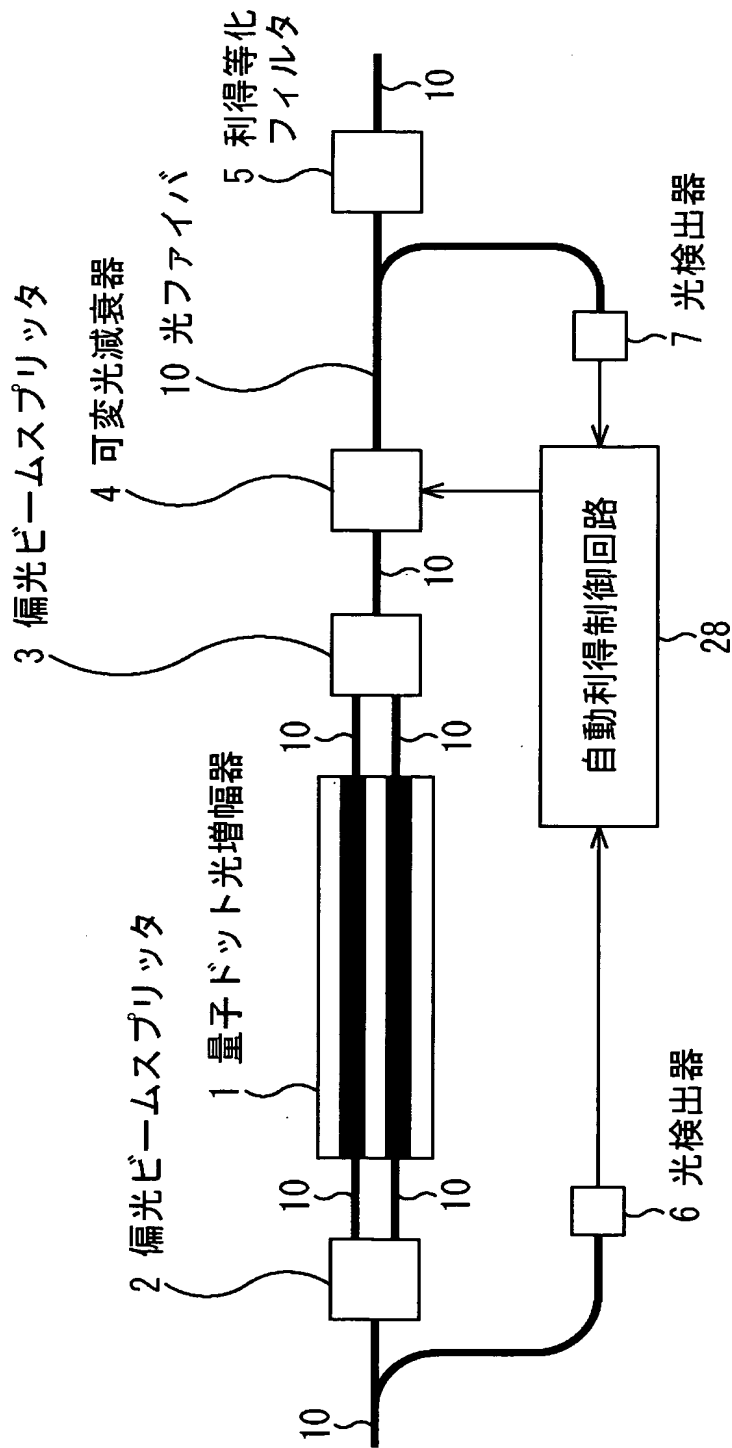 3 偏光ビームスプリッタ
2 偏光ビームスプリッタ
1 量子ドット光増幅器
4 可変光減衰器
10 光ファイバ
5 利得等化
フィルタ
10
10
10
10
10
10
10
自動利得制御回路
28
6 光検出器
7 光検出器